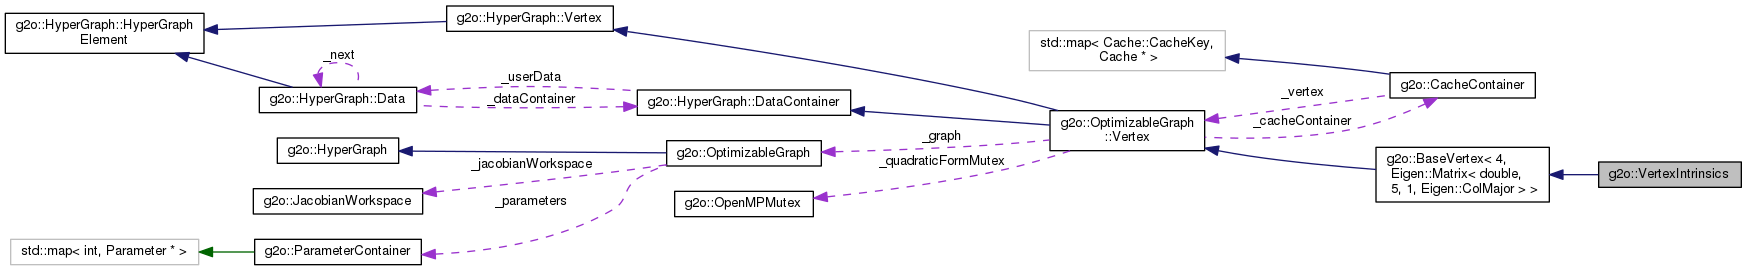 g2o::HyperGraph::HyperGraph
Element
g2o::HyperGraph::Vertex
_next
g2o::HyperGraph::Data
_userData
_dataContainer
g2o::HyperGraph::DataContainer
std::map< Cache::CacheKey,
Cache * >
g2o::CacheContainer
_vertex
_cacheContainer
g2o::OptimizableGraph
::Vertex
g2o::HyperGraph
g2o::OptimizableGraph
_graph
_quadraticFormMutex
_jacobianWorkspace
g2o::JacobianWorkspace
_parameters
g2o::OpenMPMutex
g2o::BaseVertex< 4,
Eigen::Matrix< double,
5, 1, Eigen::ColMajor > >
g2o::VertexIntrinsics
std::map< int, Parameter * >
g2o::ParameterContainer